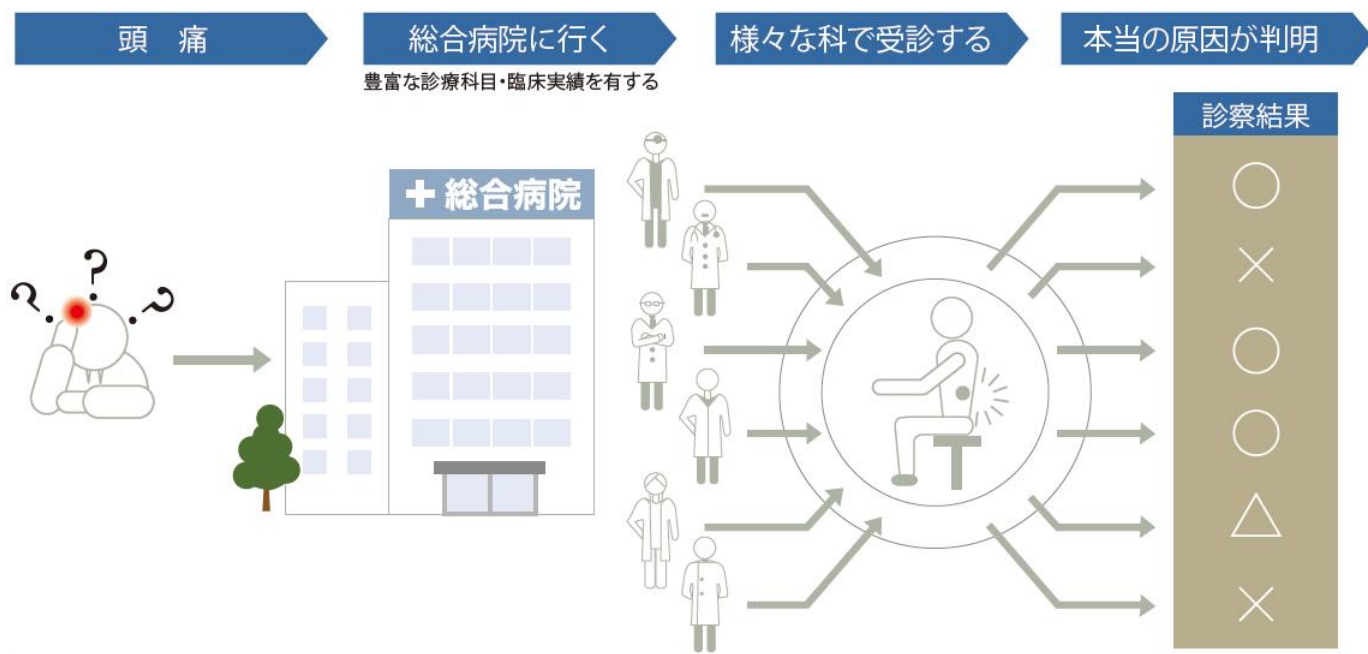 頭　痛
総合病院に行く
様々な科で受診する
本当の原因が判明
豊富な診療科目・臨床実績を有する
診察結果
総合病院
? ? ?
○
×
○
○
△
×